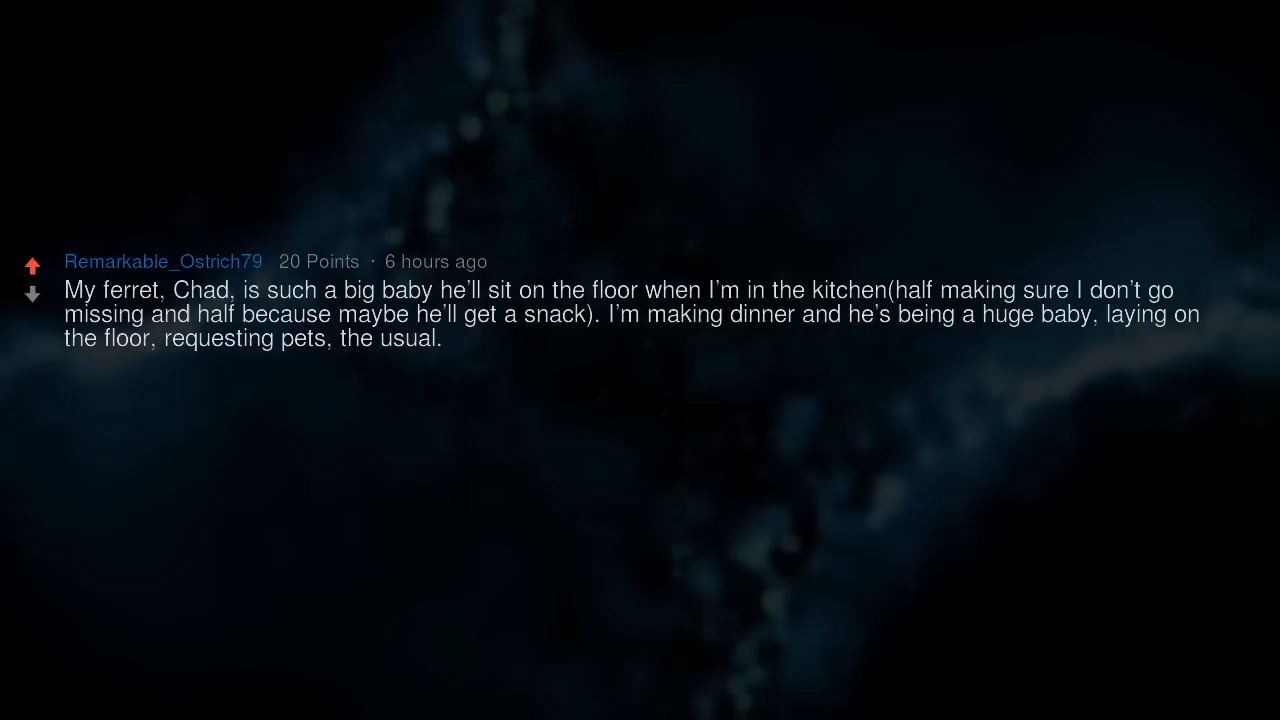 Remarkable_Ostrich79 20 Points · 6 hours ago
My ferret, Chad, is such a big baby he'll sit on the floor when I'm in the kitchen(half making sure I don't go
missing and half because maybe he'll get a snack). I'm making dinner and he's being a huge baby, laying on
the floor, requesting pets, the usual.